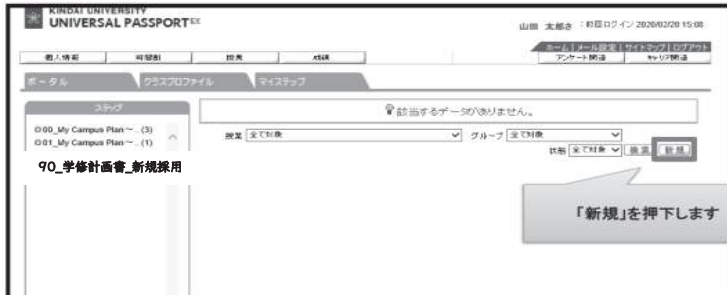 KINDAI UNIVERSITY
UNIVERSAL PASSPORT EX
山田 太郎さ :前回ログイン 2020/02/20 15:08
ホーム | メール設定 | サイトマップ | ログアウト
個人情報 時間割 授業 成績 アンケート関連 キャリア関連
ポータル クラスプロファイル マイステップ
ステップ
該当するデータがありません。
000_My Campus Plan～.. (3)
001_My Campus Plan～.. (1)
授業 全て対象 グループ 全て対象
状態 全て対象 検索 新規
90_学修計画書_新規採用
「新規」を押下します